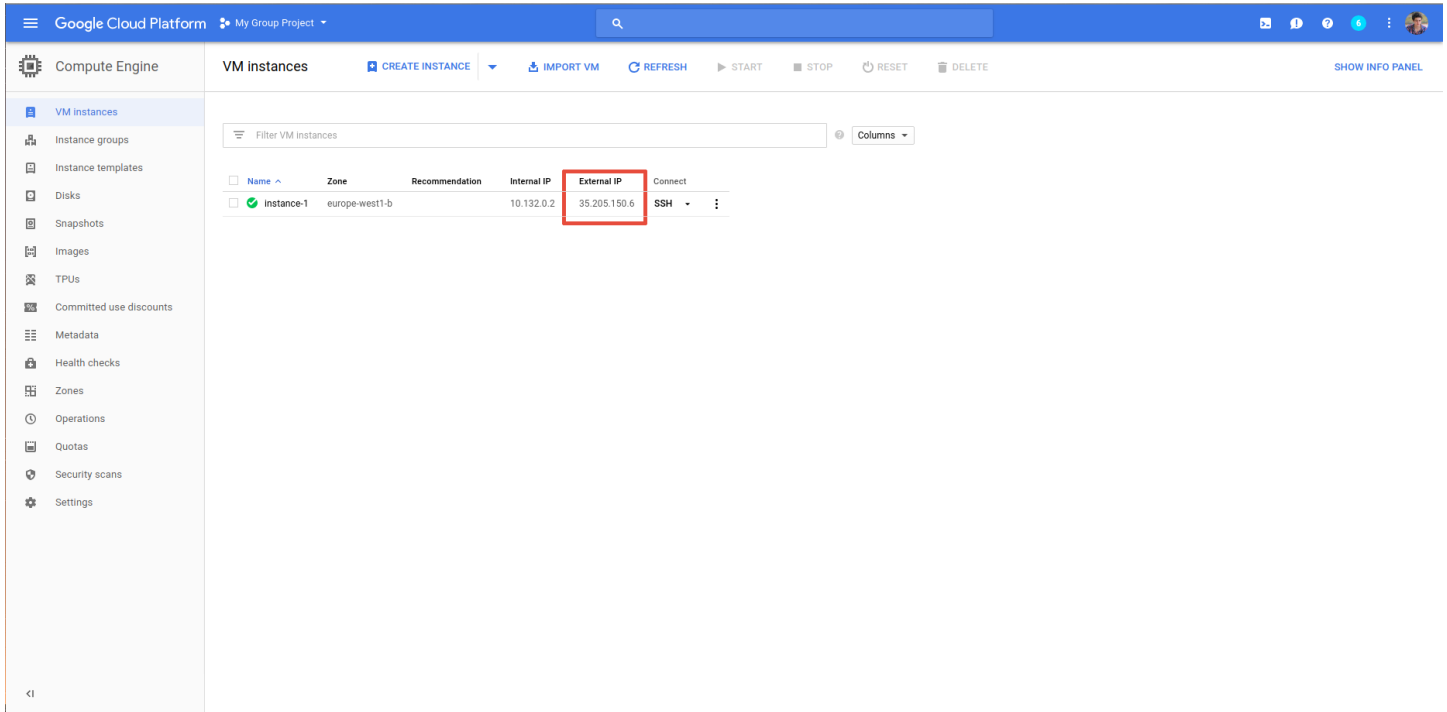 Google Cloud Platform My Group Project 6
Compute Engine VM instances CREATE INSTANCE IMPORT VM REFRESH START STOP RESET DELETE SHOW INFO PANEL
VM instances
Instance groups
Instance templates
Disks
Snapshots
Images
TPUs
Committed use discounts
Metadata
Health checks
Zones
Operations
Quotas
Security scans
Settings
Filter VM instances Columns
Name Zone Recommendation Internal IP External IP Connect
instance-1 europe-west1-b 10.132.0.2 35.205.150.6 SSH